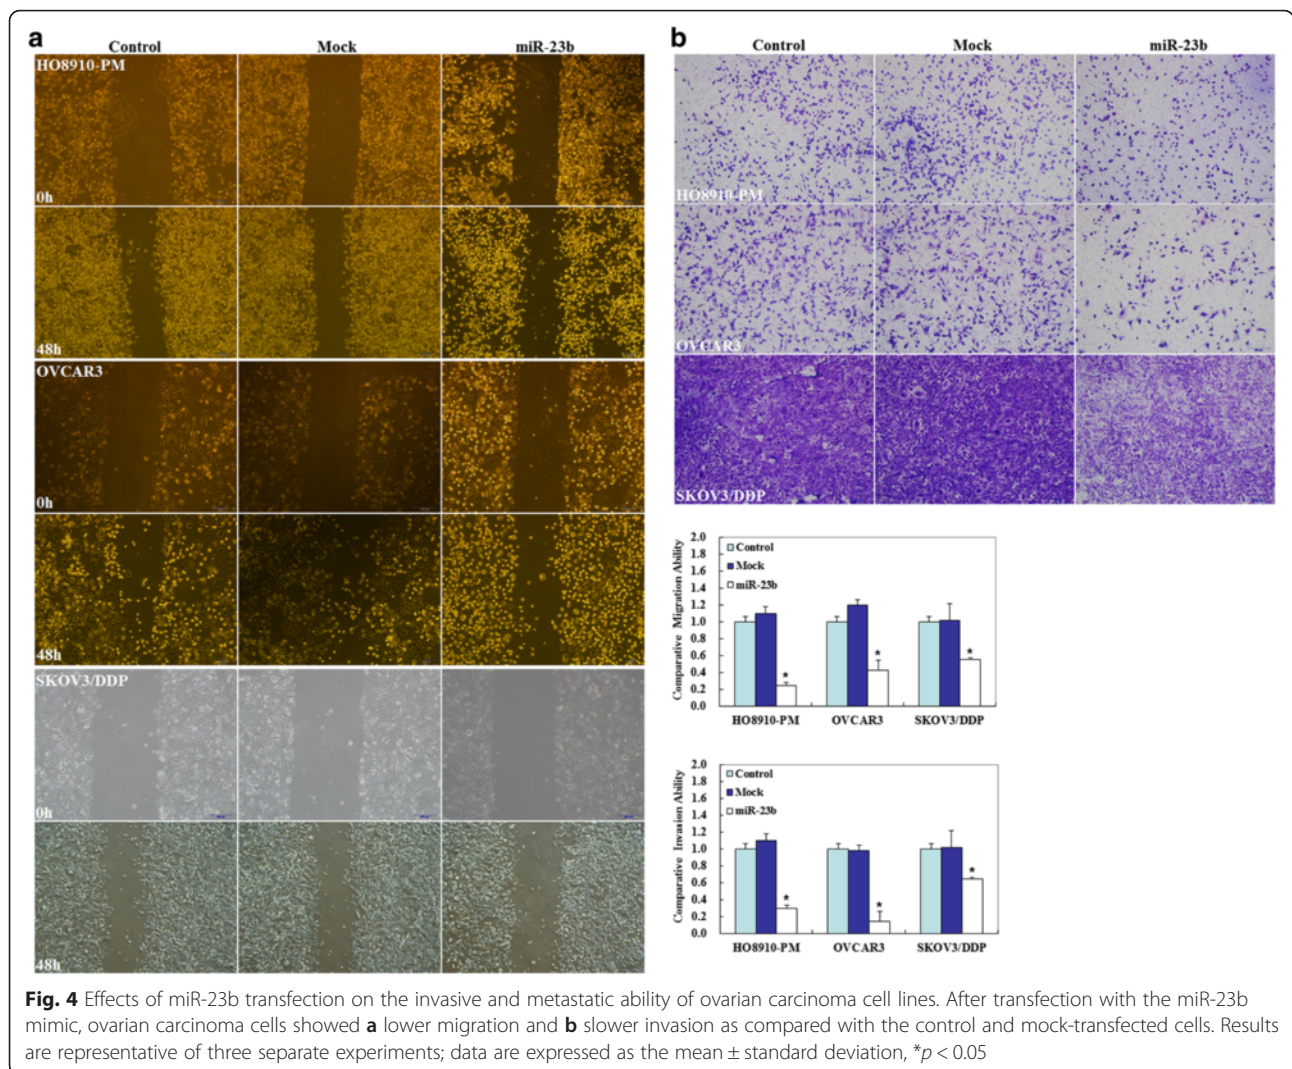 a
Control Mock miR-23b
HO8910-PM
0h
48h
OVCAR3
0h
48h
SKOV3/DDP
0h
48h
b
Control Mock miR-23b
HO8910-PM
OVCAR3
SKOV3/DDP
Comparative Migration Ability
2.0
1.8
1.6
1.4
1.2
1.0
0.8
0.6
0.4
0.2
0.0
Control
Mock
miR-23b
* * *
HO8910-PM OVCAR3 SKOV3/DDP
Comparative Invasion Ability
2.0
1.8
1.6
1.4
1.2
1.0
0.8
0.6
0.4
0.2
0.0
Control
Mock
miR-23b
* * *
HO8910-PM OVCAR3 SKOV3/DDP
Fig. 4 Effects of miR-23b transfection on the invasive and metastatic ability of ovarian carcinoma cell lines. After transfection with the miR-23b
mimic, ovarian carcinoma cells showed a lower migration and b slower invasion as compared with the control and mock-transfected cells. Results
are representative of three separate experiments; data are expressed as the mean ± standard deviation, *p < 0.05